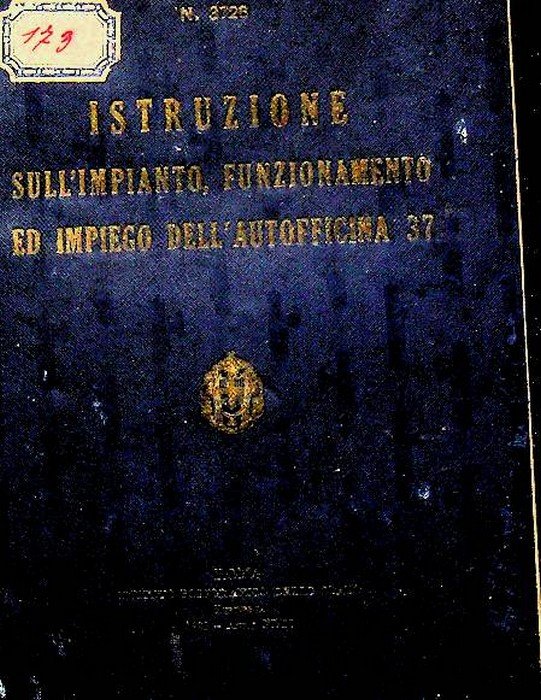 173
N. 3728
ISTRUZIONE
SULL'IMPIANTO, FUNZIONAMENTO
ED IMPIEGO DELL'AUTOFFICINA 37
ROMA